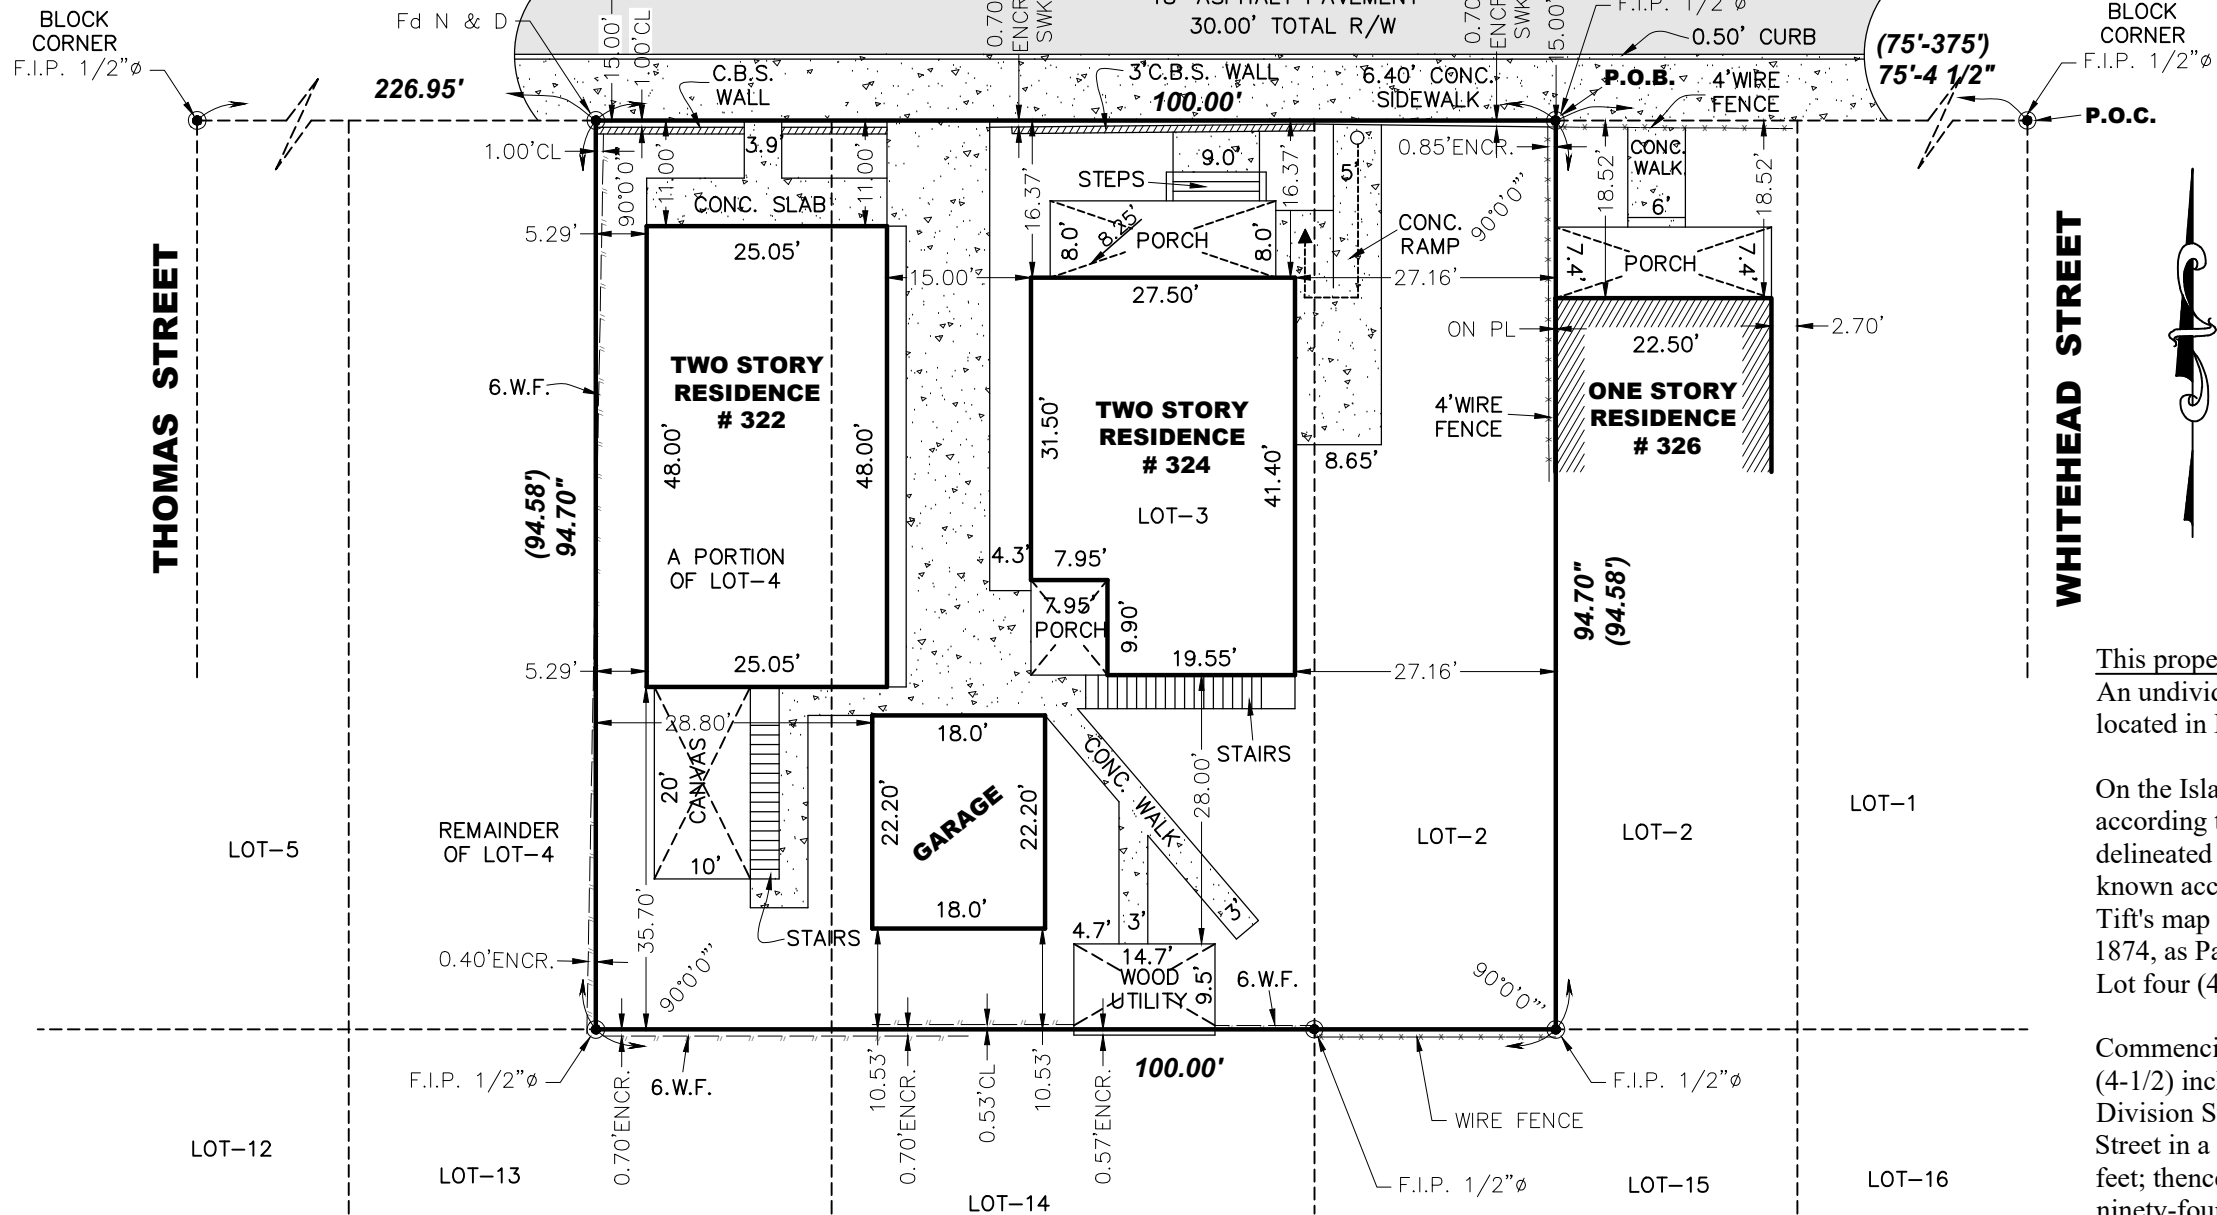 BLOCK
CORNER
F.I.P. 1/2"ø
Fd N & D
226.95'
15.00'
1.00'CL
C.B.S.
WALL
0.70'
ENCR.
SWK
30.00' TOTAL R/W
3'C.B.S. WALL
100.00'
6.40' CONC.
SIDEWALK
0.70'
ENCR.
SWK
5.00'
F.I.P. 1/2"ø
0.50' CURB
P.O.B.
4'WIRE
FENCE
(75'-375')
75'-4 1/2"
BLOCK
CORNER
F.I.P. 1/2"ø
P.O.C.
1.00'CL
90°0'0"
11.00'
3.9'
11.00'
CONC. SLAB
5.29'
25.05'
16.37'
STEPS
9.0'
16.37'
5'
8.0'
8.25'
PORCH
8.0'
CONC.
RAMP
0.85'ENCR.
90°0'0"
CONC.
WALK
18.52'
6'
18.52'
7.4'
PORCH
7.4'
15.00'
27.50'
27.16'
ON PL
2.70'
22.50'
THOMAS STREET
WHITEHEAD STREET
6.W.F.
TWO STORY
RESIDENCE
# 322
48.00'
48.00'
31.50'
TWO STORY
RESIDENCE
# 324
41.40'
LOT-3
8.65'
4'WIRE
FENCE
ONE STORY
RESIDENCE
# 326
(94.58')
94.70"
A PORTION
OF LOT-4
4.3'
7.95'
7.95'
PORCH
9.90'
19.55'
94.70"
(94.58')
5.29'
25.05'
27.16'
28.80'
CANVAS
20'
10'
18.0'
22.20'
GARAGE
22.20'
18.0'
CONC. WALK
28.00'
STAIRS
LOT-5
REMAINDER
OF LOT-4
LOT-2
LOT-2
LOT-1
STAIRS
35.70'
0.40'ENCR.
90°0'0"
4.7'
3'
3'
14.7'
WOOD
UTILITY
9.5'
6.W.F.
90°0'0"
F.I.P. 1/2"ø
0.70'ENCR.
6.W.F.
10.53'
0.70'ENCR.
0.53'CL
10.53'
0.57'ENCR.
100.00'
F.I.P. 1/2"ø
WIRE FENCE
F.I.P. 1/2"ø
LOT-12
LOT-13
LOT-14
LOT-15
LOT-16
This prope
An undivid
located in
On the Isla
according t
delineated
known acc
Tift's map
1874, as Pa
Lot four (4
Commenci
(4-1/2) incl
Division S
Street in a
feet; thenc
ninety-four